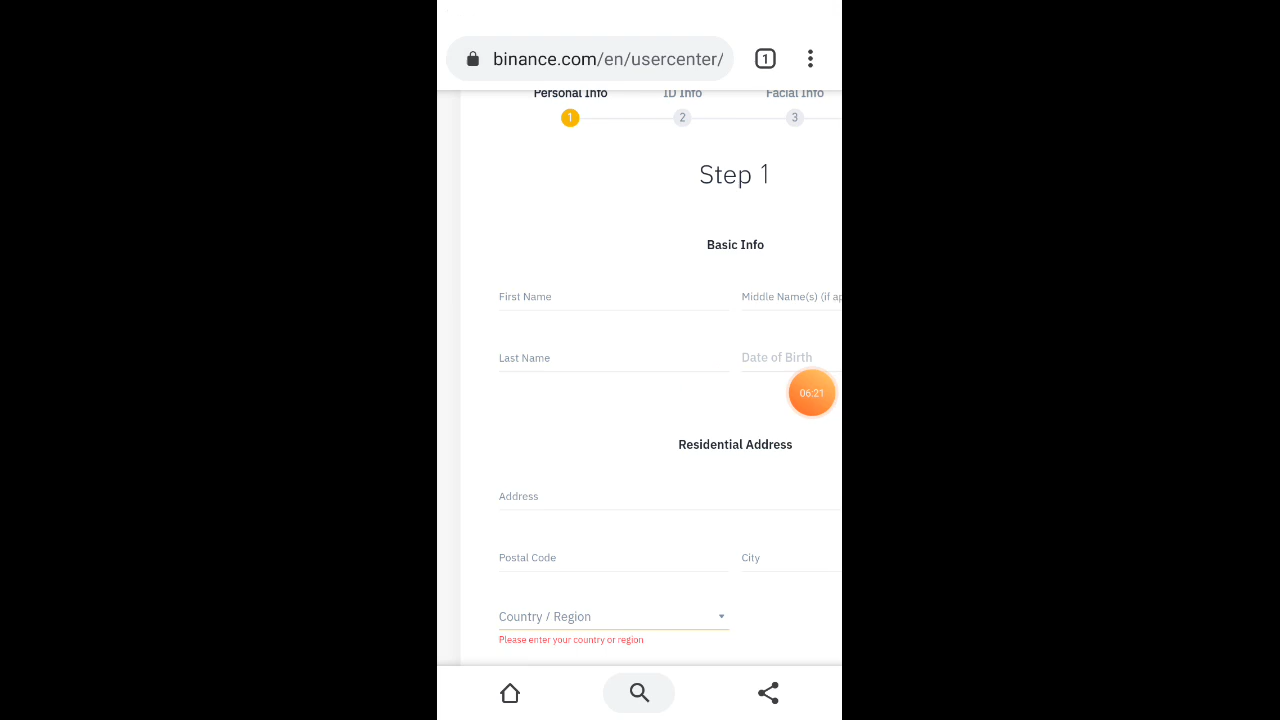 binance.com/en/usercenter/
1
Personal Info ID Info Facial Info
1 2 3
Step 1
Basic Info
First Name Middle Name(s) (if ap
Last Name Date of Birth
06:21
Residential Address
Address
Postal Code City
Country / Region
Please enter your country or region